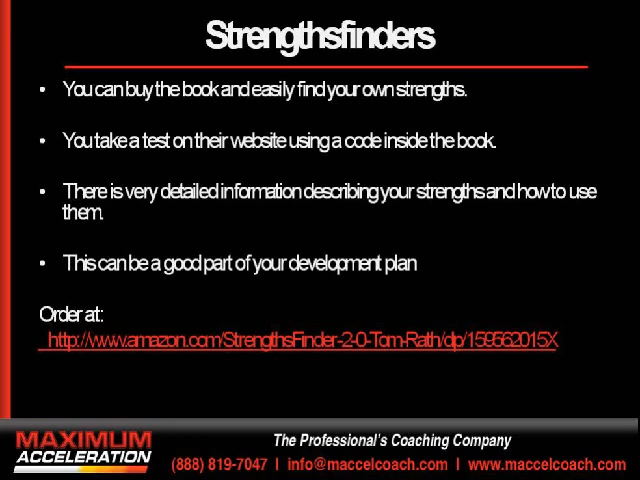 Strengthsfinders
• You can buy the book and easily find your own strengths.
• You take a test on their website using a code inside the book.
• There is very detailed information describing your strengths and how to use
them.
• This can be a good part of your development plan
Order at:
http://www.amazon.com/StrengthsFinder-2-0-Tom-Rath/dp/159562015X
MAXIMUM
ACCELERATION
The Professional's Coaching Company
(888) 819-7047 | info@maccelcoach.com | www.maccelcoach.com